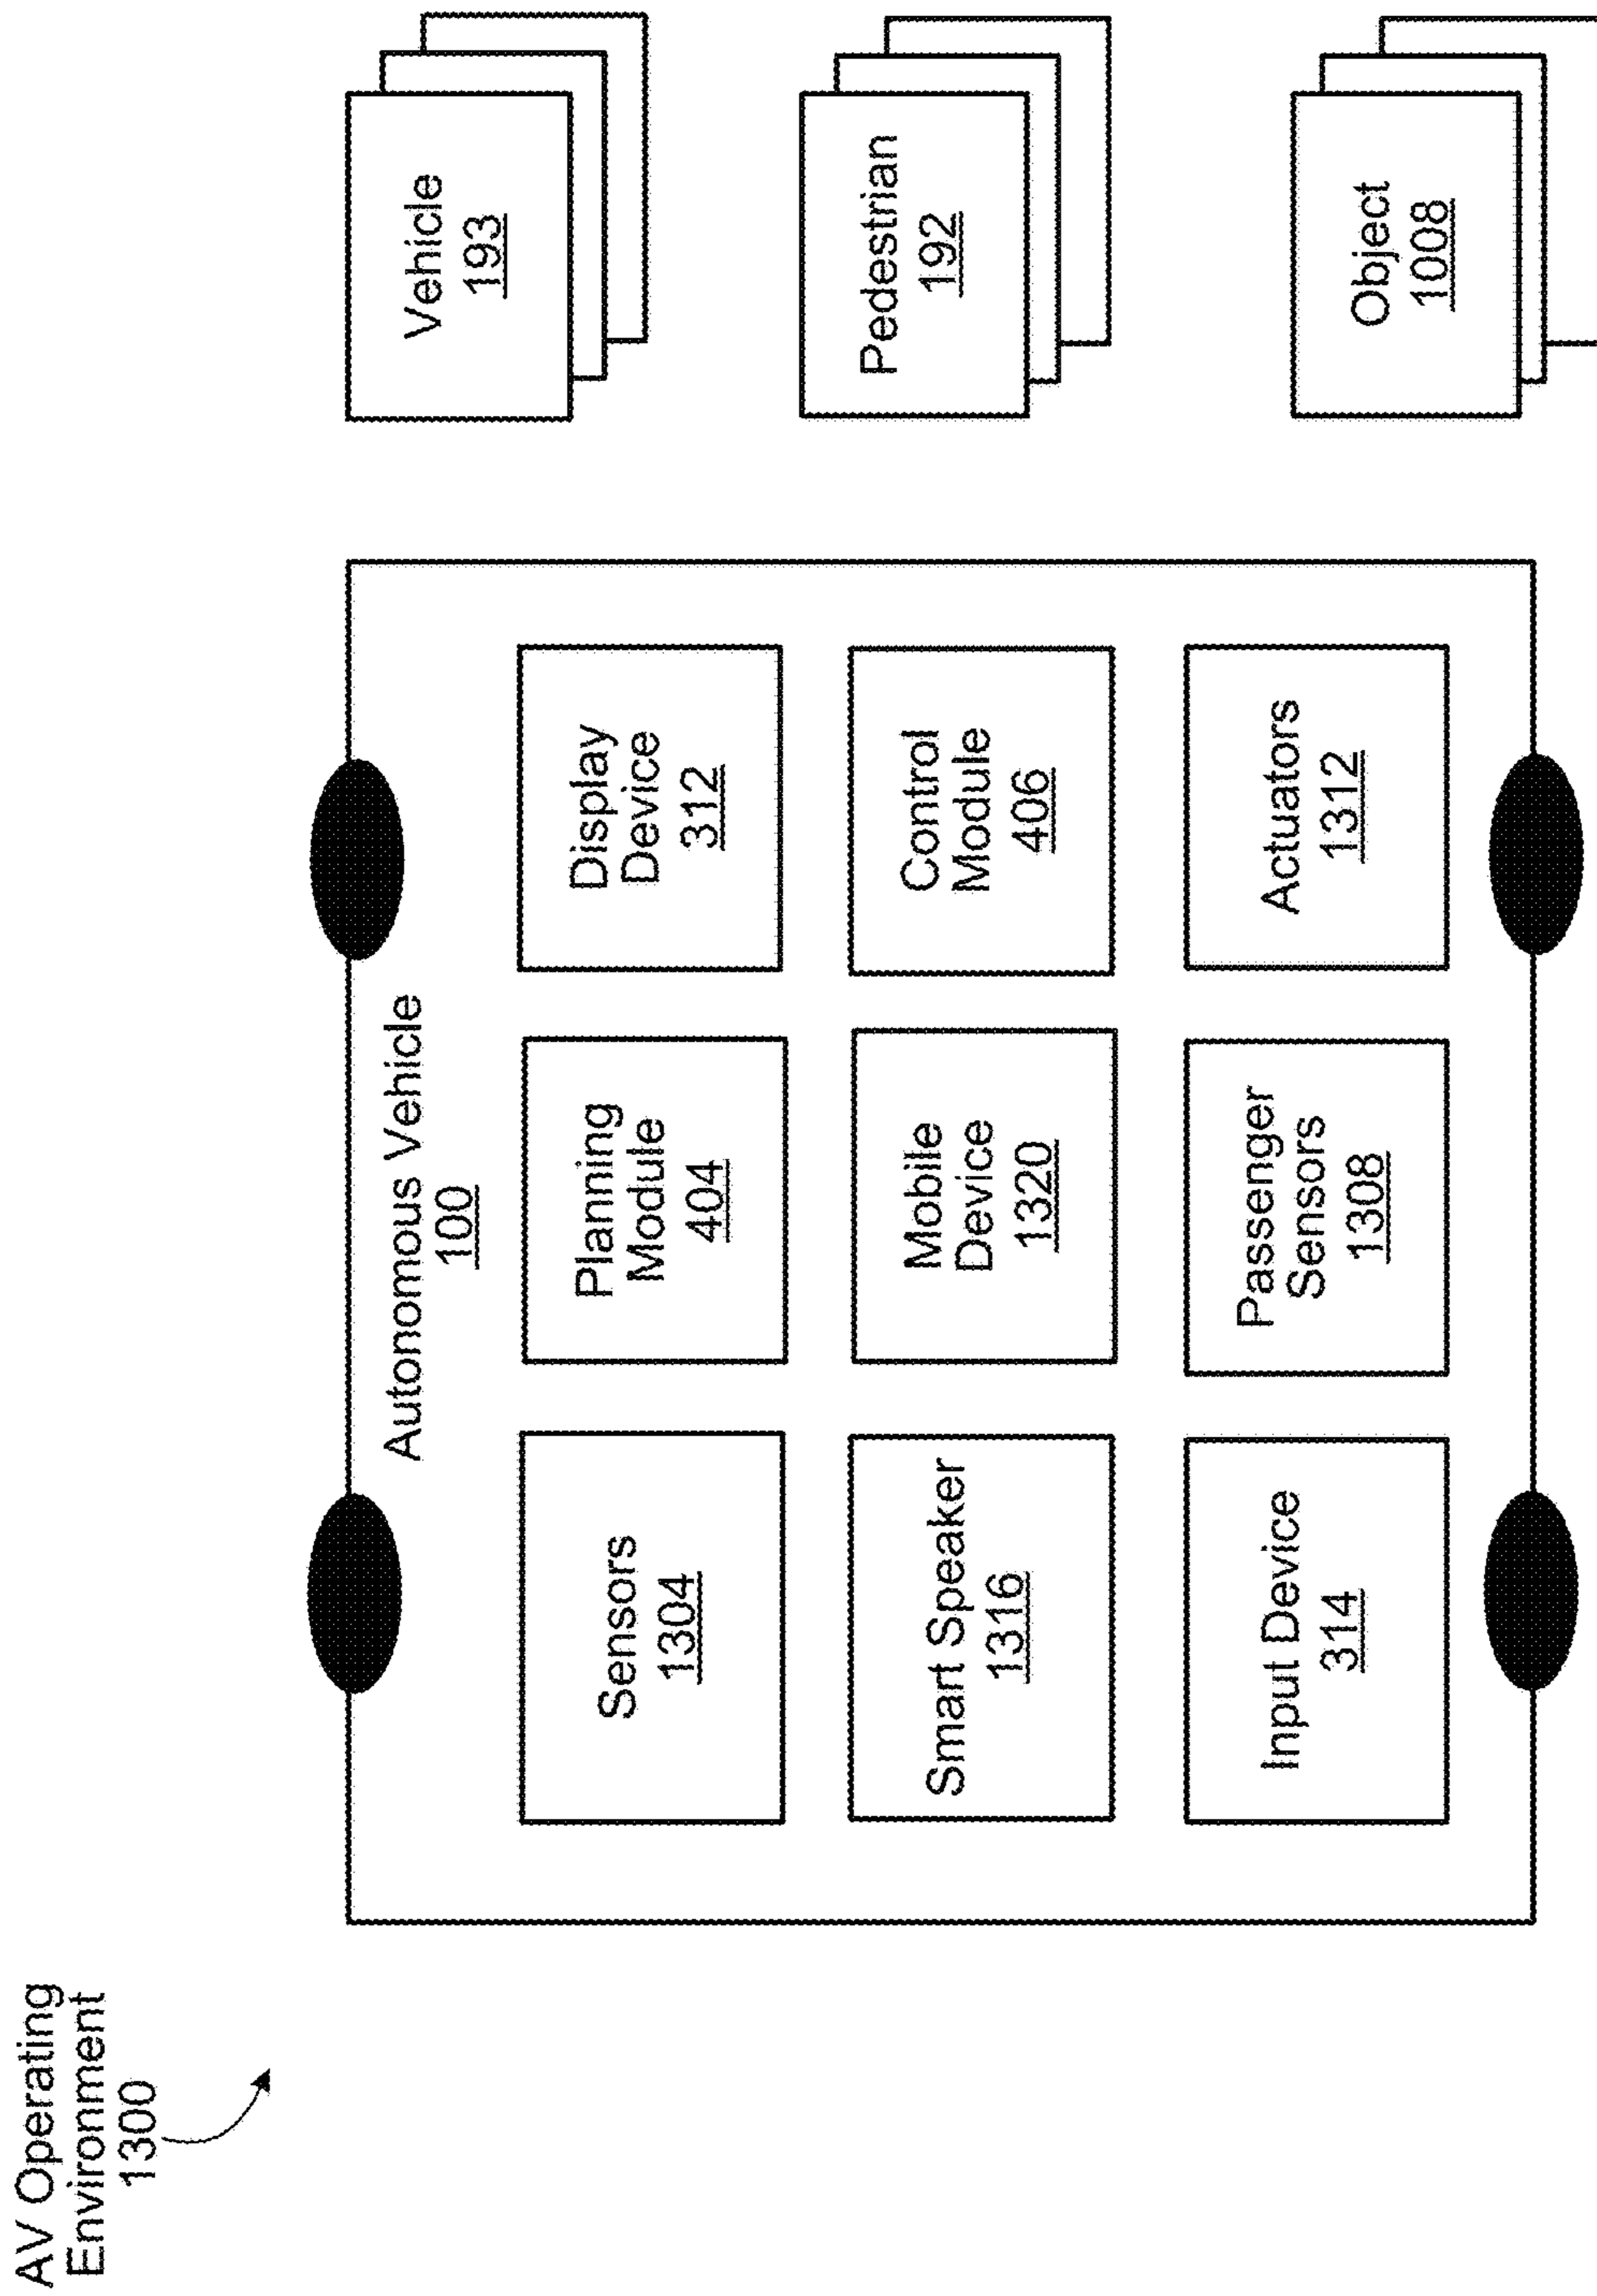 AV Operating
Environment
1300
Autonomous Vehicle
100
Sensors
1304
Planning
Module
404
Display
Device
312
Smart Speaker
1316
Mobile
Device
1320
Control
Module
406
Input Device
314
Passenger
Sensors
1308
Actuators
1312
Vehicle
193
Pedestrian
192
Object
1008